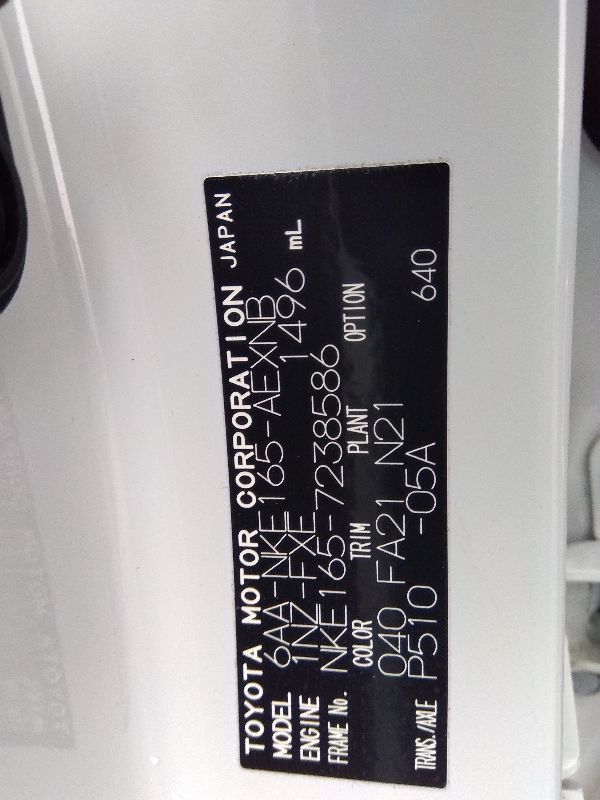 TOYOTA MOTOR CORPORATION JAPAN
MODEL 6AA-NKE165-AEXNB
ENGINE 1NZ-FXE 1496 mL
FRAME No. NKE165-7238586
COLOR TRIM PLANT OPTION
040 FA21 N21
TRANS./AXLE P510 -05A 640